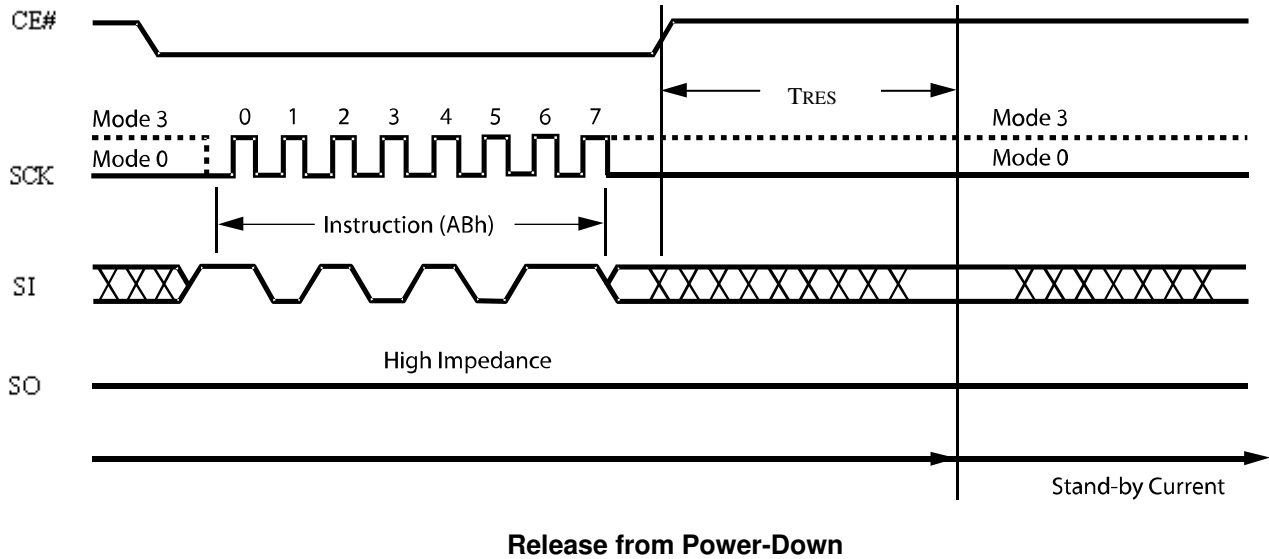 CE#
TRES
Mode 3
0 1 2 3 4 5 6 7
Mode 3
Mode 0
Mode 0
SCK
Instruction (ABh)
SI
High Impedance
SO
Stand-by Current
Release from Power-Down